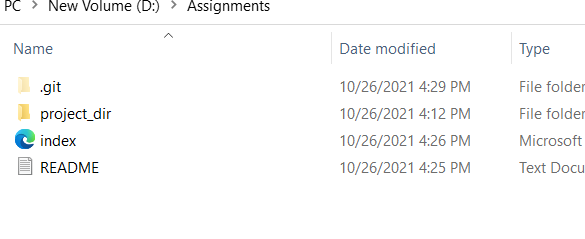 PC > New Volume (D:) > Assignments
Name Date modified Type
.git 10/26/2021 4:29 PM File folder
project_dir 10/26/2021 4:12 PM File folder
index 10/26/2021 4:26 PM Microsoft
README 10/26/2021 4:25 PM Text Docu